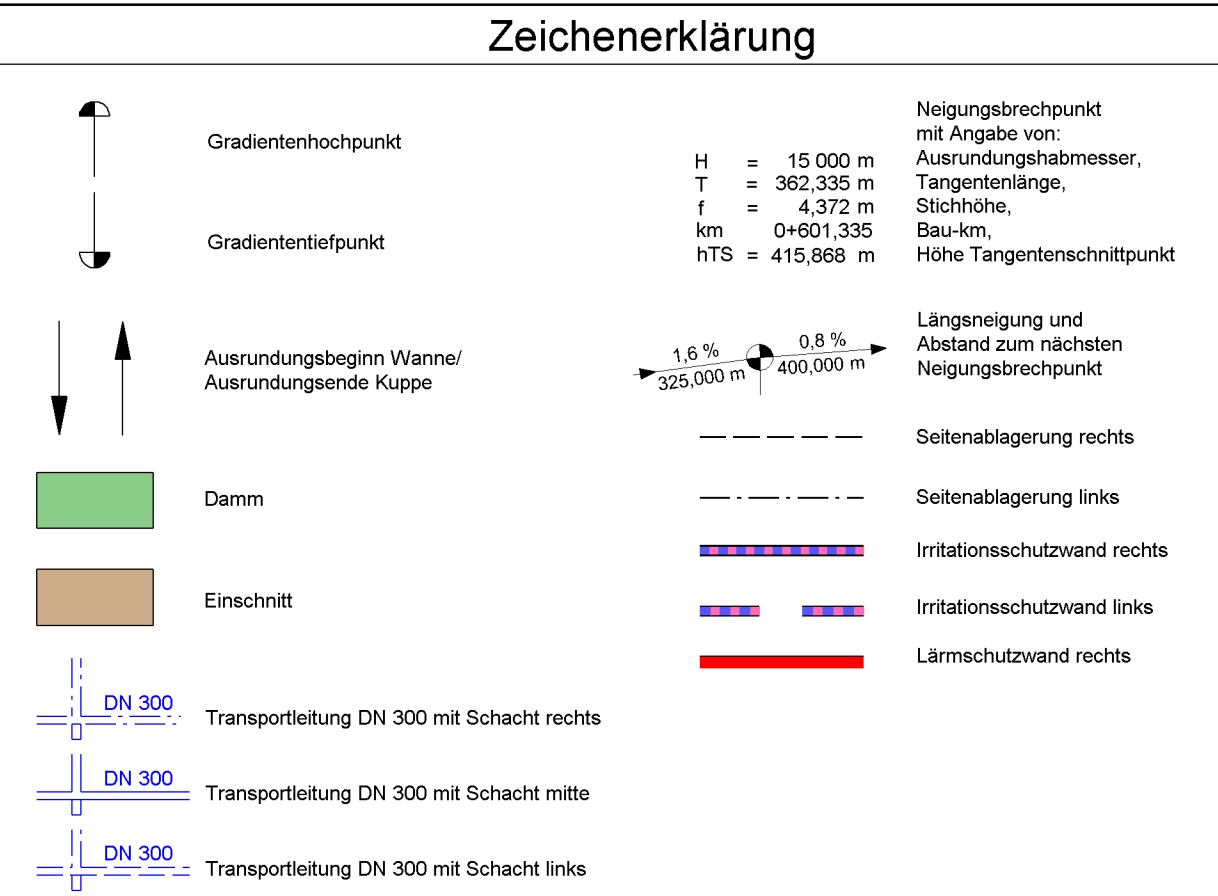 Zeichenerklärung
Gradientenhochpunkt
Gradiententiefpunkt
Ausrundungsbeginn Wanne/
Ausrundungsende Kuppe
Damm
Einschnitt
DN 300
Transportleitung DN 300 mit Schacht rechts
DN 300
Transportleitung DN 300 mit Schacht mitte
DN 300
Transportleitung DN 300 mit Schacht links
Neigungsbrechpunkt
mit Angabe von:
H = 15 000 m Ausrundungshabmesser,
T = 362,335 m Tangentenlänge,
f = 4,372 m Stichhöhe,
km 0+601,335 Bau-km,
hTS = 415,868 m Höhe Tangentenschnittpunkt
1,6 % 0,8 %
325,000 m 400,000 m
Längsneigung und
Abstand zum nächsten
Neigungsbrechpunkt
Seitenablagerung rechts
Seitenablagerung links
Irritationsschutzwand rechts
Irritationsschutzwand links
Lärmschutzwand rechts